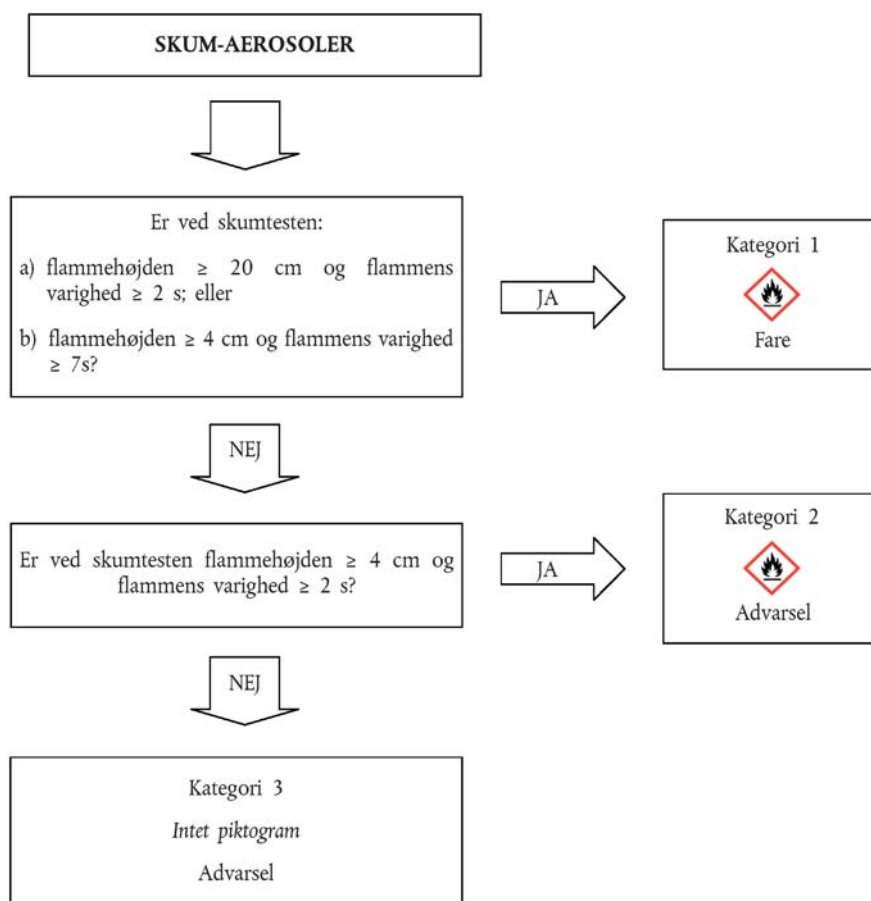 SKUM-AEROSOLER
Er ved skumtesten:
a) flammehøjden ≥ 20 cm og flammens
varighed ≥ 2 s; eller
b) flammehøjden ≥ 4 cm og flammens varighed
≥ 7s?
JA
Kategori 1
Fare
NEJ
Er ved skumtesten flammehøjden ≥ 4 cm og
flammens varighed ≥ 2 s?
JA
Kategori 2
Advarsel
NEJ
Kategori 3
Intet piktogram
Advarsel